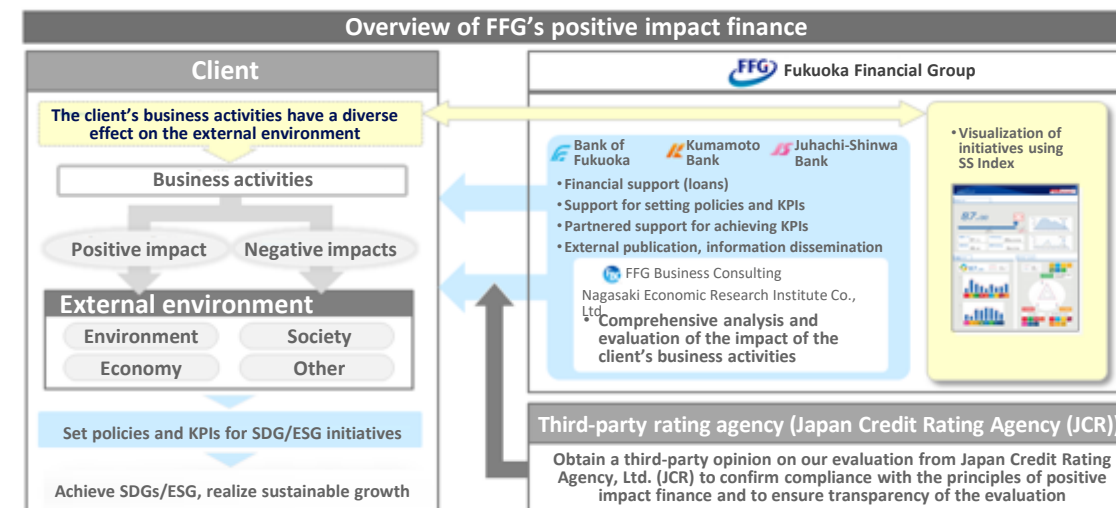 Overview of FFG's positive impact finance
Client
The client's business activities have a diverse
effect on the external environment
Business activities
Positive impact
Negative impacts
External environment
Environment
Society
Economy
Other
Set policies and KPIs for SDG/ESG initiatives
Achieve SDGs/ESG, realize sustainable growth
FFG Fukuoka Financial Group
Bank of
Fukuoka
Kumamoto
Bank
Juhachi-Shinwa
Bank
•Financial support (loans)
•Support for setting policies and KPIs
•Partnered support for achieving KPIs
•External publication, information dissemination
FFG Business Consulting
Nagasaki Economic Research Institute Co.,
Ltd.
• Comprehensive analysis and
evaluation of the impact of the
client's business activities
•Visualization of
initiatives using
SS Index
Third-party rating agency (Japan Credit Rating Agency (JCR))
Obtain a third-party opinion on our evaluation from Japan Credit Rating
Agency, Ltd. (JCR) to confirm compliance with the principles of positive
impact finance and to ensure transparency of the evaluation